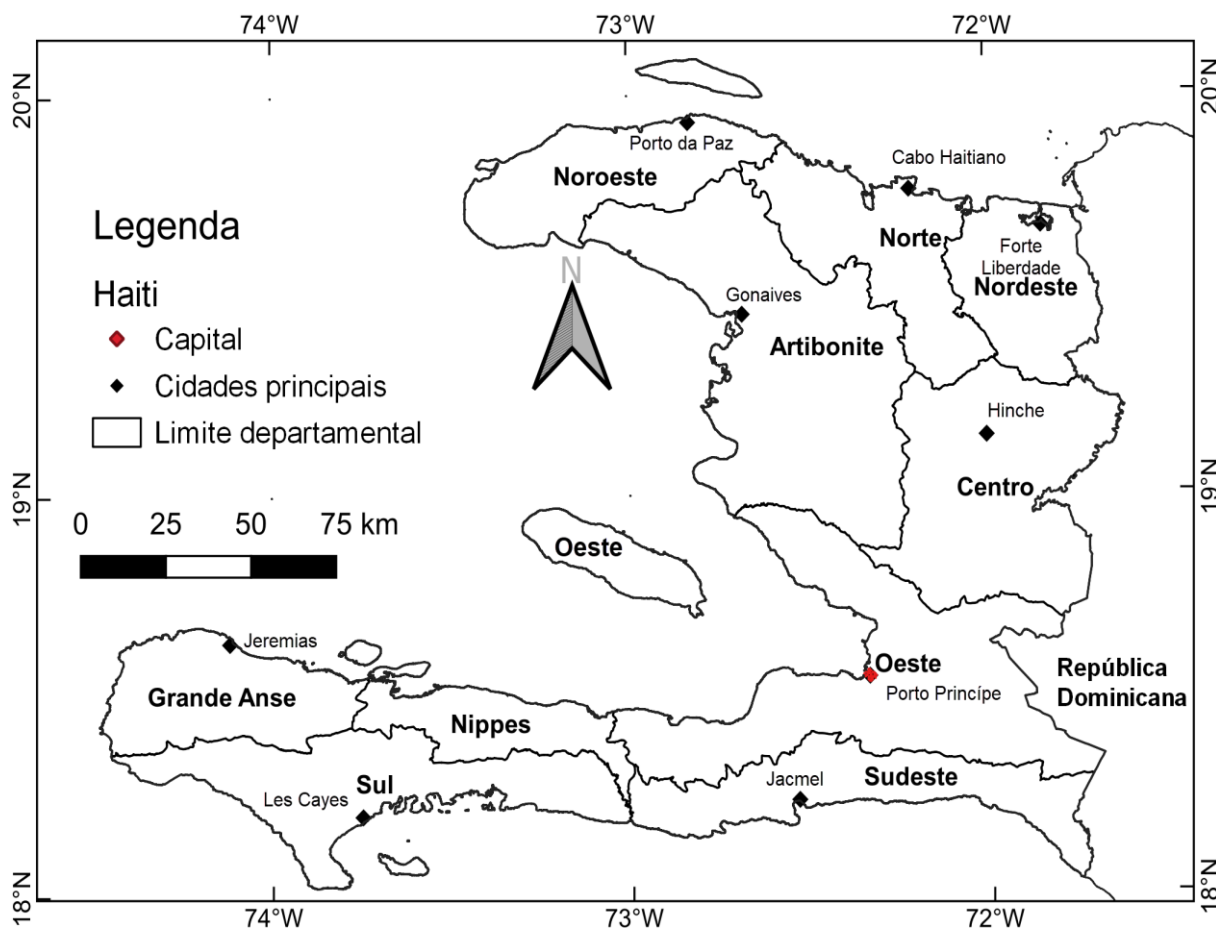 74°W 73°W 72°W
20°N 20°N
Porto da Paz
Noroeste
Cabo Haitiano
Norte
Forte
Liberdade
Nordeste
Legenda
Haiti
Capital
Cidades principais
Limite departamental
N
Gonaives
Artibonite
Hinche
Centro
19°N 19°N
0 25 50 75 km
Oeste
Jeremias
Grande Anse
Nippes
Oeste
Porto Princípe
República
Dominicana
Sul
Les Cayes
Jacmel
Sudeste
18°N 18°N
74°W 73°W 72°W